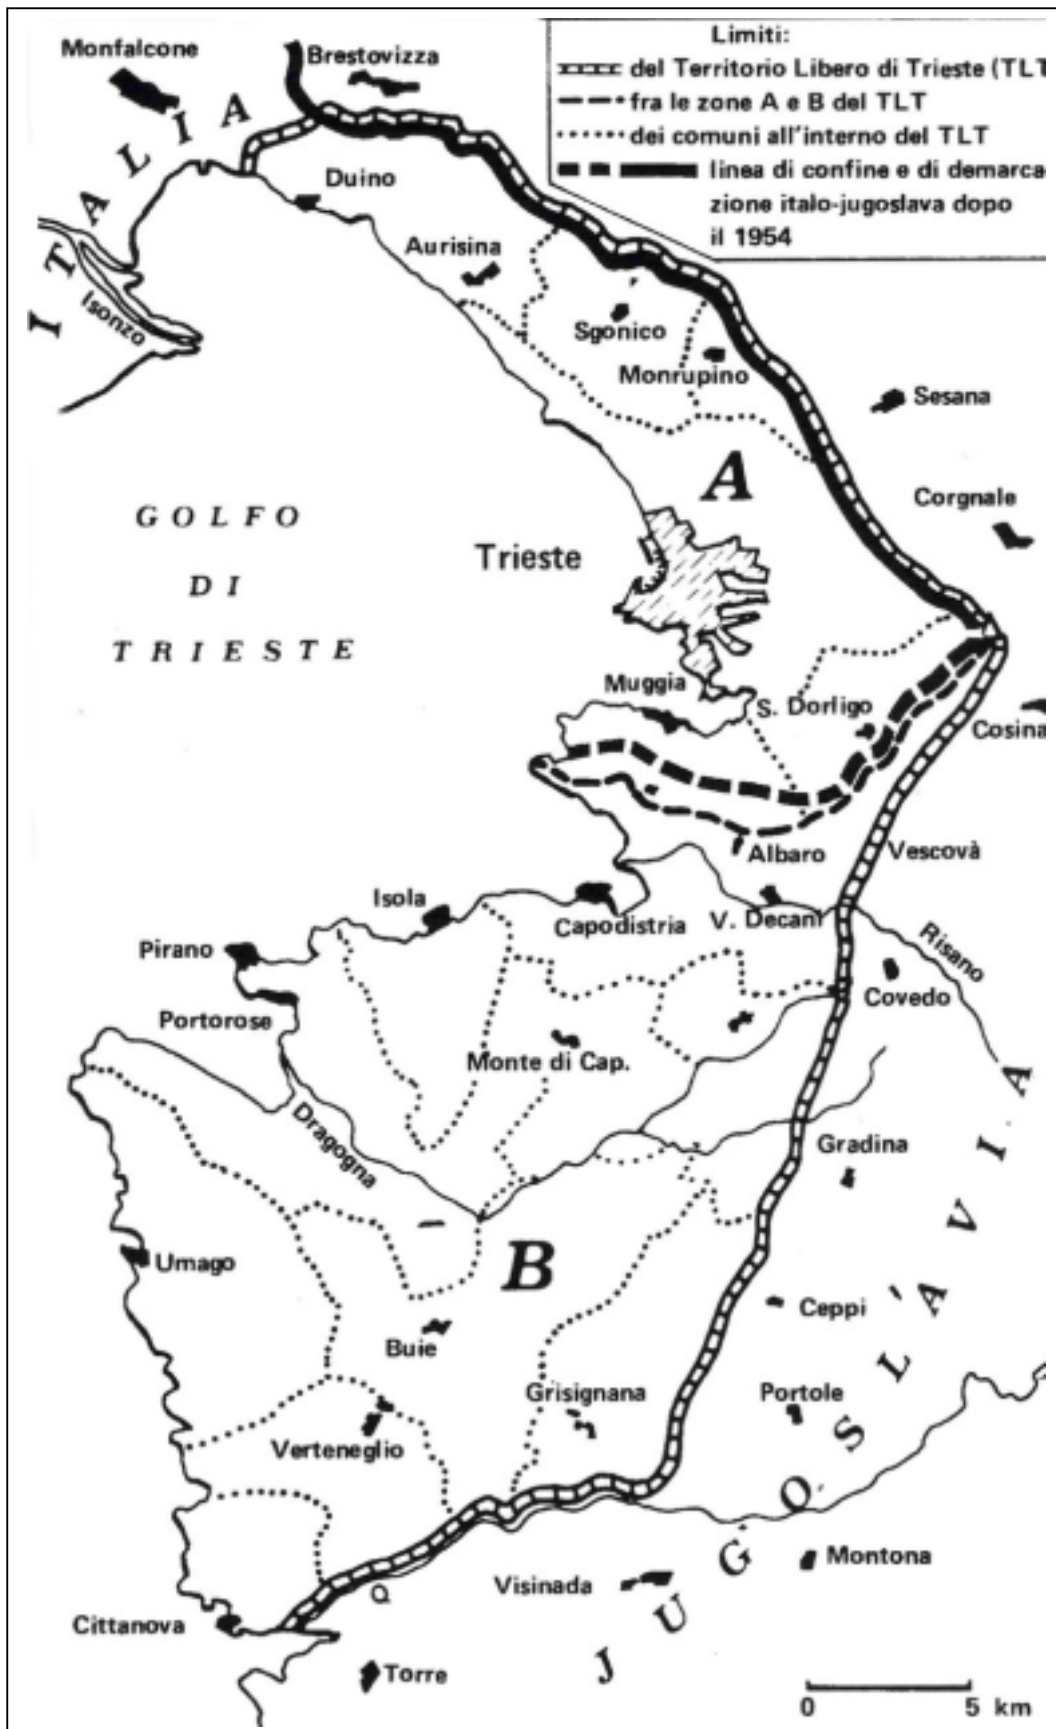 Limiti:
del Territorio Libero di Trieste (TLT
fra le zone A e B del TLT
dei comuni all'interno del TLT
linea di confine e di demarca-
zione italo-jugoslava dopo
il 1954
Monfalcone
Brestovizza
ITALIA
Duino
Aurisina
Isonzo
Sgonico
Monrupino
Sesana
A
Corgnale
GOLFO
DI
TRIESTE
Trieste
Muggia
S. Dorligo
Cosina
Albaro
Vescovà
Isola
Capodistria
V. Decani
Risano
Pirano
Covedo
Portorose
Monte di Cap.
Dragogna
Gradina
B
Umago
Ceppi
Buie
Grisignana
Portole
Verteneglio
JUGOSLAVIA
Montona
Visinada
Q
Cittanova
Torre
0 5 km